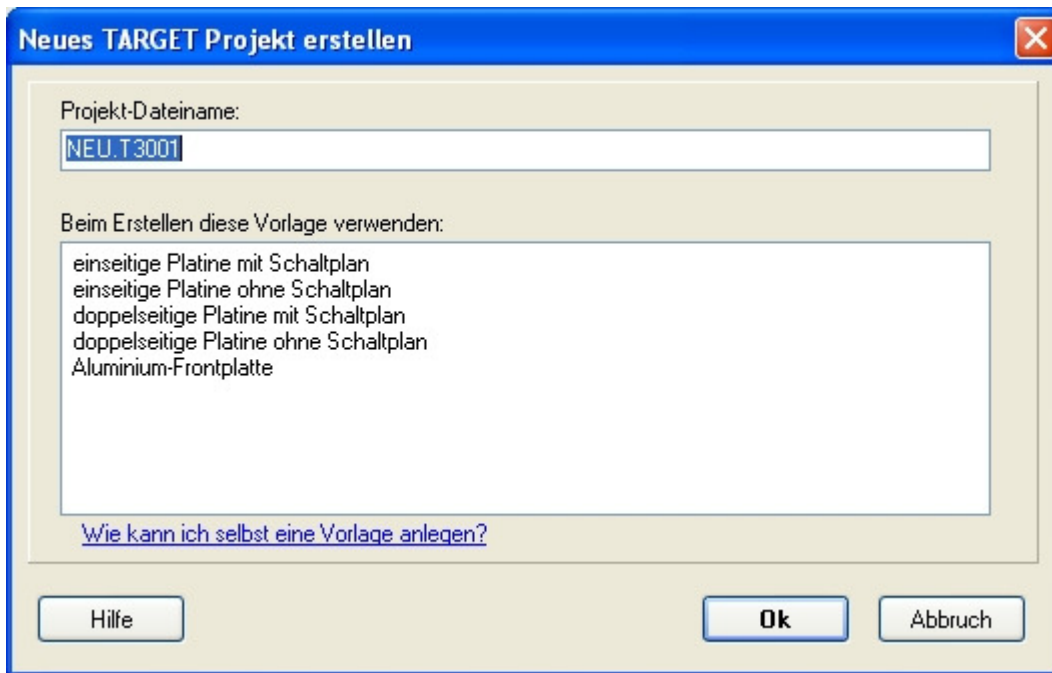 Neues TARGET Projekt erstellen
Projekt-Dateiname:
NEU.T3001
Beim Erstellen diese Vorlage verwenden:
einseitige Platine mit Schaltplan
einseitige Platine ohne Schaltplan
doppelseitige Platine mit Schaltplan
doppelseitige Platine ohne Schaltplan
Aluminium-Frontplatte
Wie kann ich selbst eine Vorlage anlegen?
Hilfe Ok Abbruch